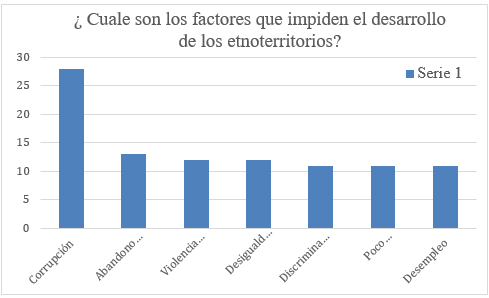 ¿ Cuale son los factores que impiden el desarrollo
de los etnoterritorios?
30
Serie 1
25
20
15
10
5
0
Corrupción
Abandono...
Violencia...
Desiguald...
Discrimina...
Poco...
Desempleo